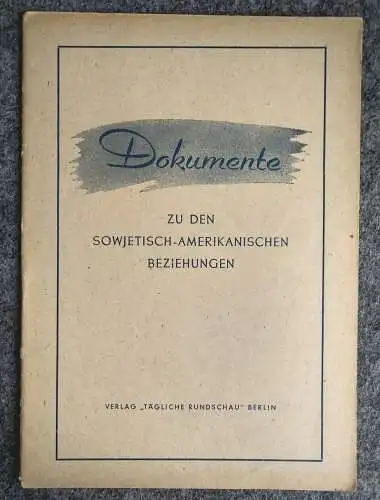 Dokumente
ZU DEN
SOWJETISCH-AMERIKANISCHEN
BEZIEHUNGEN
VERLAG „TÄGLICHE RUNDSCHAU" BERLIN